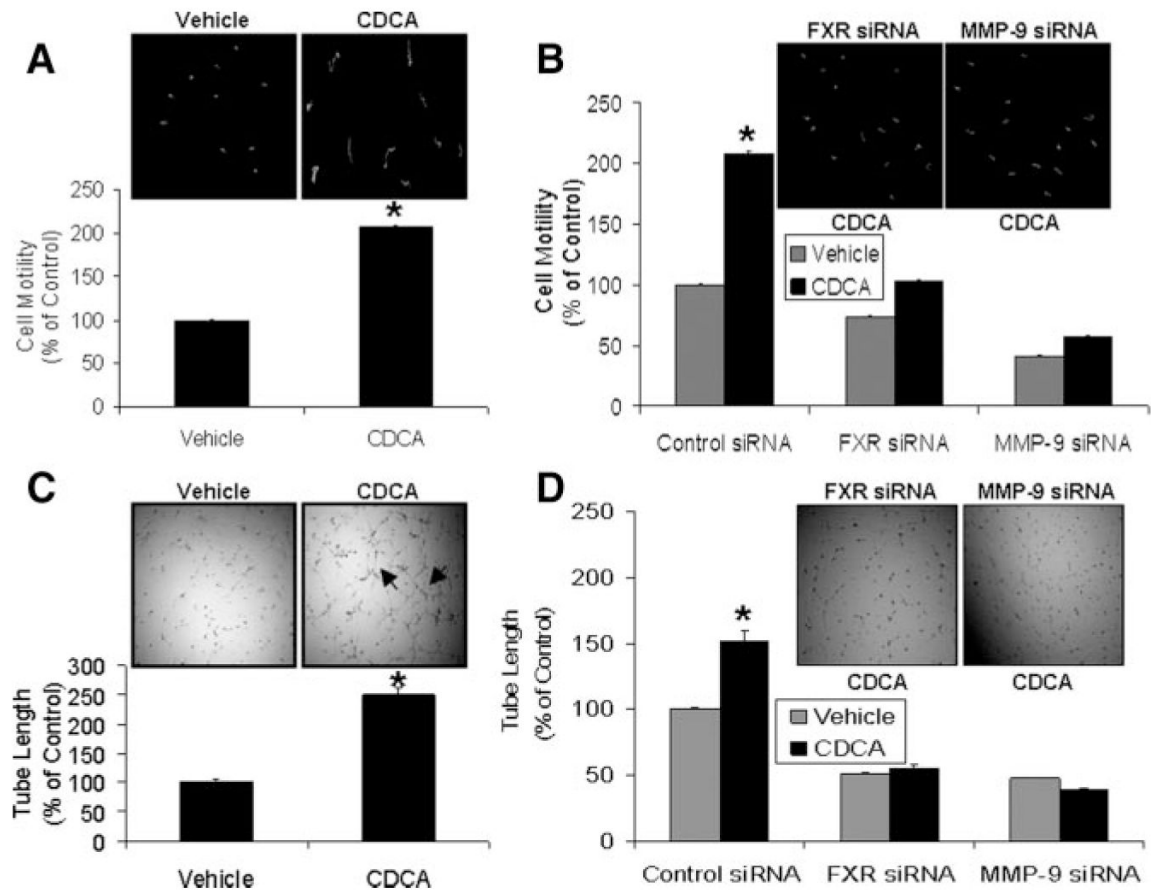 A
Vehicle
CDCA
Cell Motility
(% of Control)
250
200
150
100
50
0
*
Vehicle
CDCA
B
FXR siRNA
MMP-9 siRNA
Cell Motility
(% of Control)
250
200
150
100
50
0
*
CDCA
CDCA
Vehicle
CDCA
Control siRNA
FXR siRNA
MMP-9 siRNA
C
Vehicle
CDCA
Tube Length
(% of Control)
300
250
200
150
100
50
0
*
Vehicle
CDCA
D
FXR siRNA
MMP-9 siRNA
Tube Length
(% of Control)
250
200
150
100
50
0
*
CDCA
CDCA
Vehicle
CDCA
Control siRNA
FXR siRNA
MMP-9 siRNA